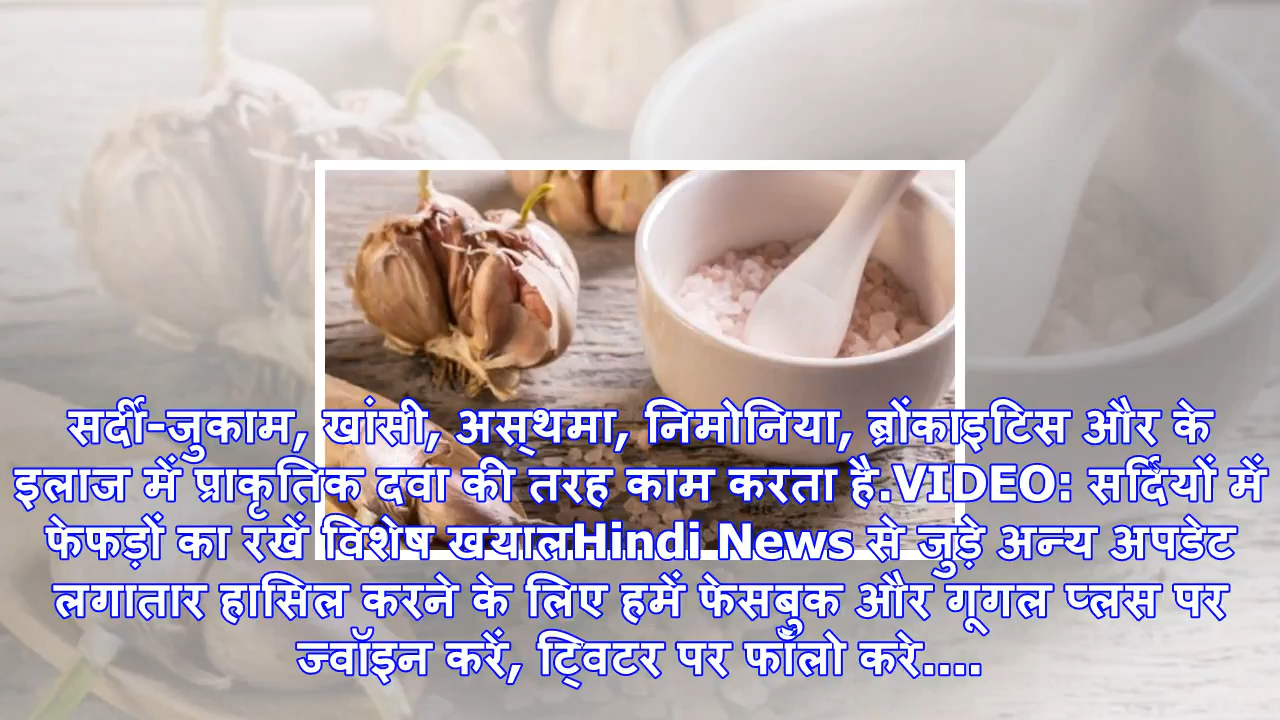 सर्दी-जुकाम, खांसी, अस्थमा, निमोनिया, ब्रोंकाइटिस और के
इलाज में प्राकृतिक दवा की तरह काम करता है.VIDEO: सर्दियों में
फेफड़ों का रखें विशेष खयालHindi News से जुड़े अन्य अपडेट
लगातार हासिल करने के लिए हमें फेसबुक और गूगल प्लस पर
ज्वॉइन करें, ट्विटर पर फॉलो करे....